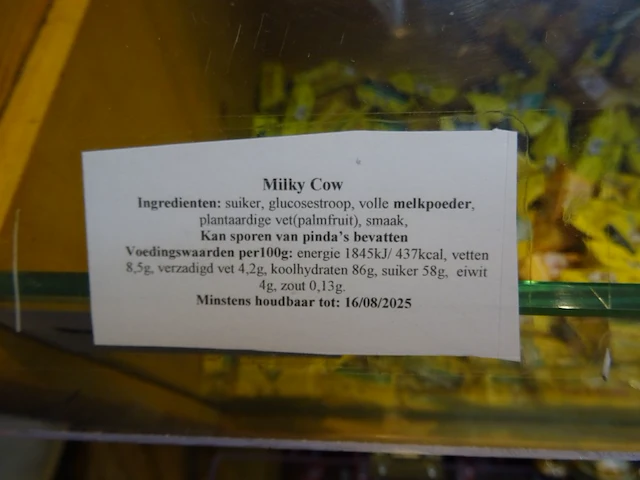 Milky Cow
Ingredienten: suiker, glucosestroop, volle melkpoeder,
plantaardige vet(palmfruit), smaak,
Kan sporen van pinda's bevatten
Voedingswaarden per100g: energie 1845kJ/ 437kcal, vetten
8,5g, verzadigd vet 4,2g, koolhydraten 86g, suiker 58g, eiwit
4g, zout 0,13g.
Minstens houdbaar tot: 16/08/2025